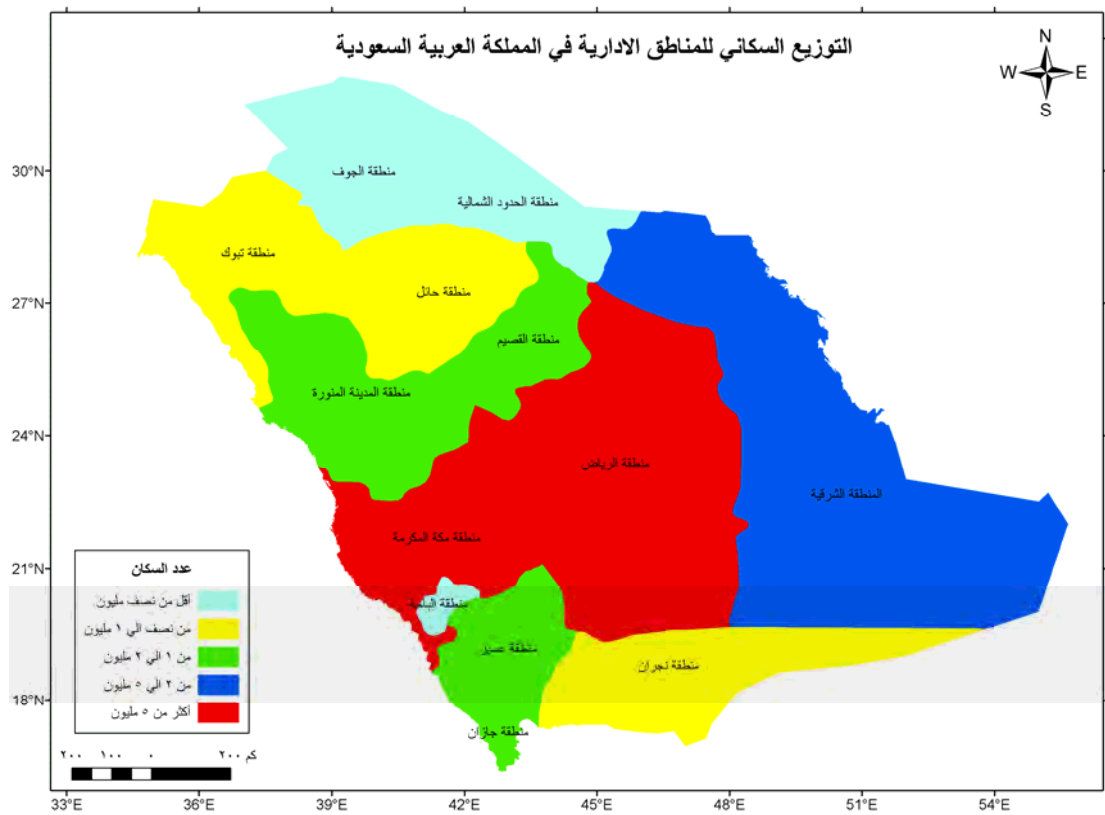 التوزيع السكاني للمناطق الادارية في المملكة العربية السعودية
N
W E
S
30°N
27°N
24°N
21°N
18°N
منطقة الجوف
منطقة الحدود الشمالية
منطقة تبوك
منطقة حائل
منطقة القصيم
منطقة المدينة المنورة
منطقة الرياض
المنطقة الشرقية
منطقة مكة المكرمة
منطقة الباحة
منطقة عسير
منطقة نجران
منطقة جازان
عدد السكان
أقل من نصف مليون
من نصف الي ١ مليون
من ١ الي ٢ مليون
من ٢ الي ٥ مليون
أكثر من ٥ مليون
٢٠٠ ١٠٠ ٠ ٢٠٠ كم
33°E 36°E 39°E 42°E 45°E 48°E 51°E 54°E